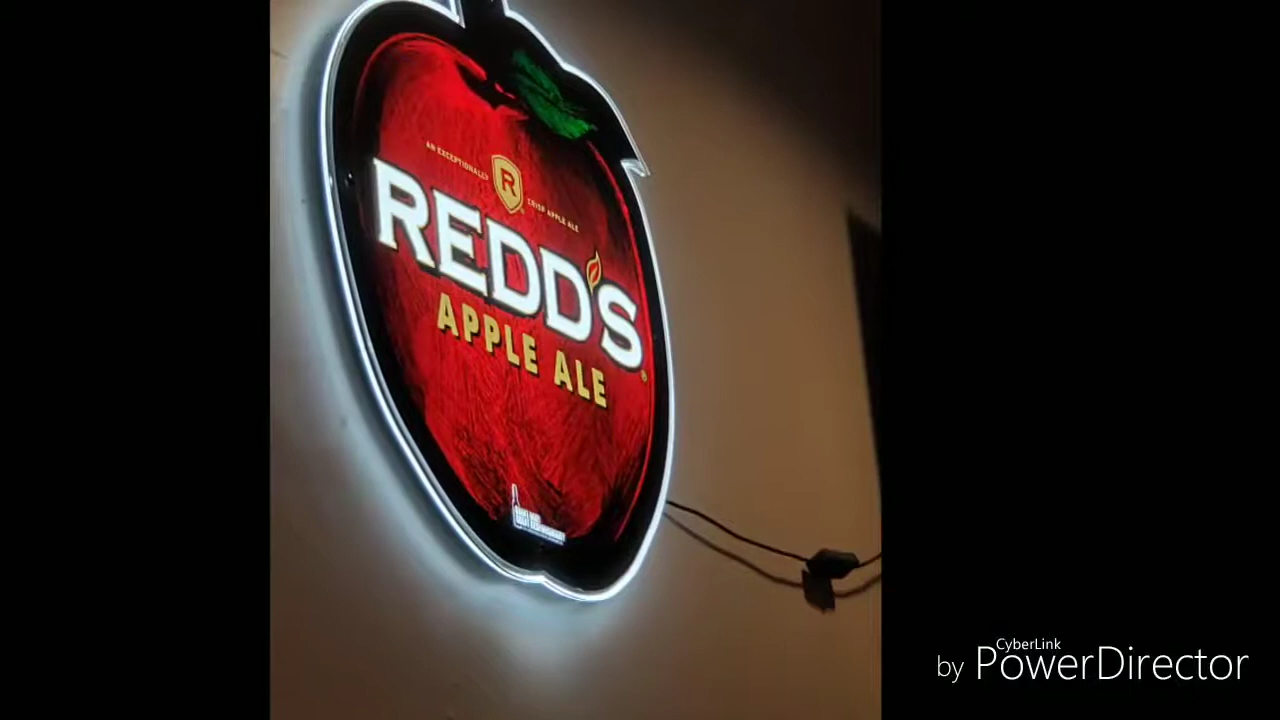 AN EXCEPTIONALLY
R
CRISP APPLE ALE
REDD'S
APPLE ALE
CyberLink
by PowerDirector